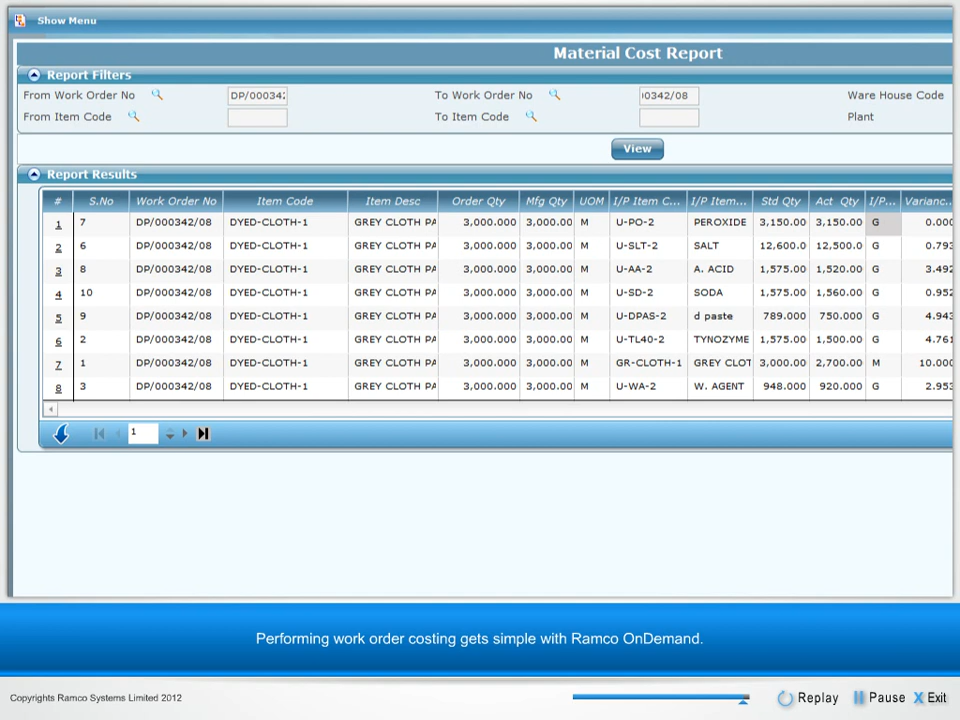 Show Menu
Material Cost Report
Report Filters
From Work Order No DP/00034 To Work Order No 0342/08 Ware House Code
From Item Code To Item Code Plant
View
Report Results
# S.No Work Order No Item Code Item Desc Order Qty Mfg Qty UOM I/P Item C... I/P Item... Std Qty Act Qty I/P... Varianc...
1 7 DP/000342/08 DYED-CLOTH-1 GREY CLOTH PA 3,000.000 3,000.00 M U-PO-2 PEROXIDE 3,150.00 3,150.00 G 0.000
2 6 DP/000342/08 DYED-CLOTH-1 GREY CLOTH PA 3,000.000 3,000.00 M U-SLT-2 SALT 12,600.0 12,500.0 G 0.793
3 8 DP/000342/08 DYED-CLOTH-1 GREY CLOTH PA 3,000.000 3,000.00 M U-AA-2 A. ACID 1,575.00 1,520.00 G 3.492
4 10 DP/000342/08 DYED-CLOTH-1 GREY CLOTH PA 3,000.000 3,000.00 M U-SD-2 SODA 1,575.00 1,560.00 G 0.952
5 9 DP/000342/08 DYED-CLOTH-1 GREY CLOTH PA 3,000.000 3,000.00 M U-DPAS-2 d paste 789.000 750.000 G 4.943
6 2 DP/000342/08 DYED-CLOTH-1 GREY CLOTH PA 3,000.000 3,000.00 M U-TL40-2 TYNOZYME 1,575.00 1,500.00 G 4.761
7 1 DP/000342/08 DYED-CLOTH-1 GREY CLOTH PA 3,000.000 3,000.00 M GR-CLOTH-1 GREY CLOT 3,000.00 2,700.00 M 10.000
8 3 DP/000342/08 DYED-CLOTH-1 GREY CLOTH PA 3,000.000 3,000.00 M U-WA-2 W. AGENT 948.000 920.000 G 2.953
1
Performing work order costing gets simple with Ramco OnDemand.
Copyrights Ramco Systems Limited 2012 Replay Pause X Exit